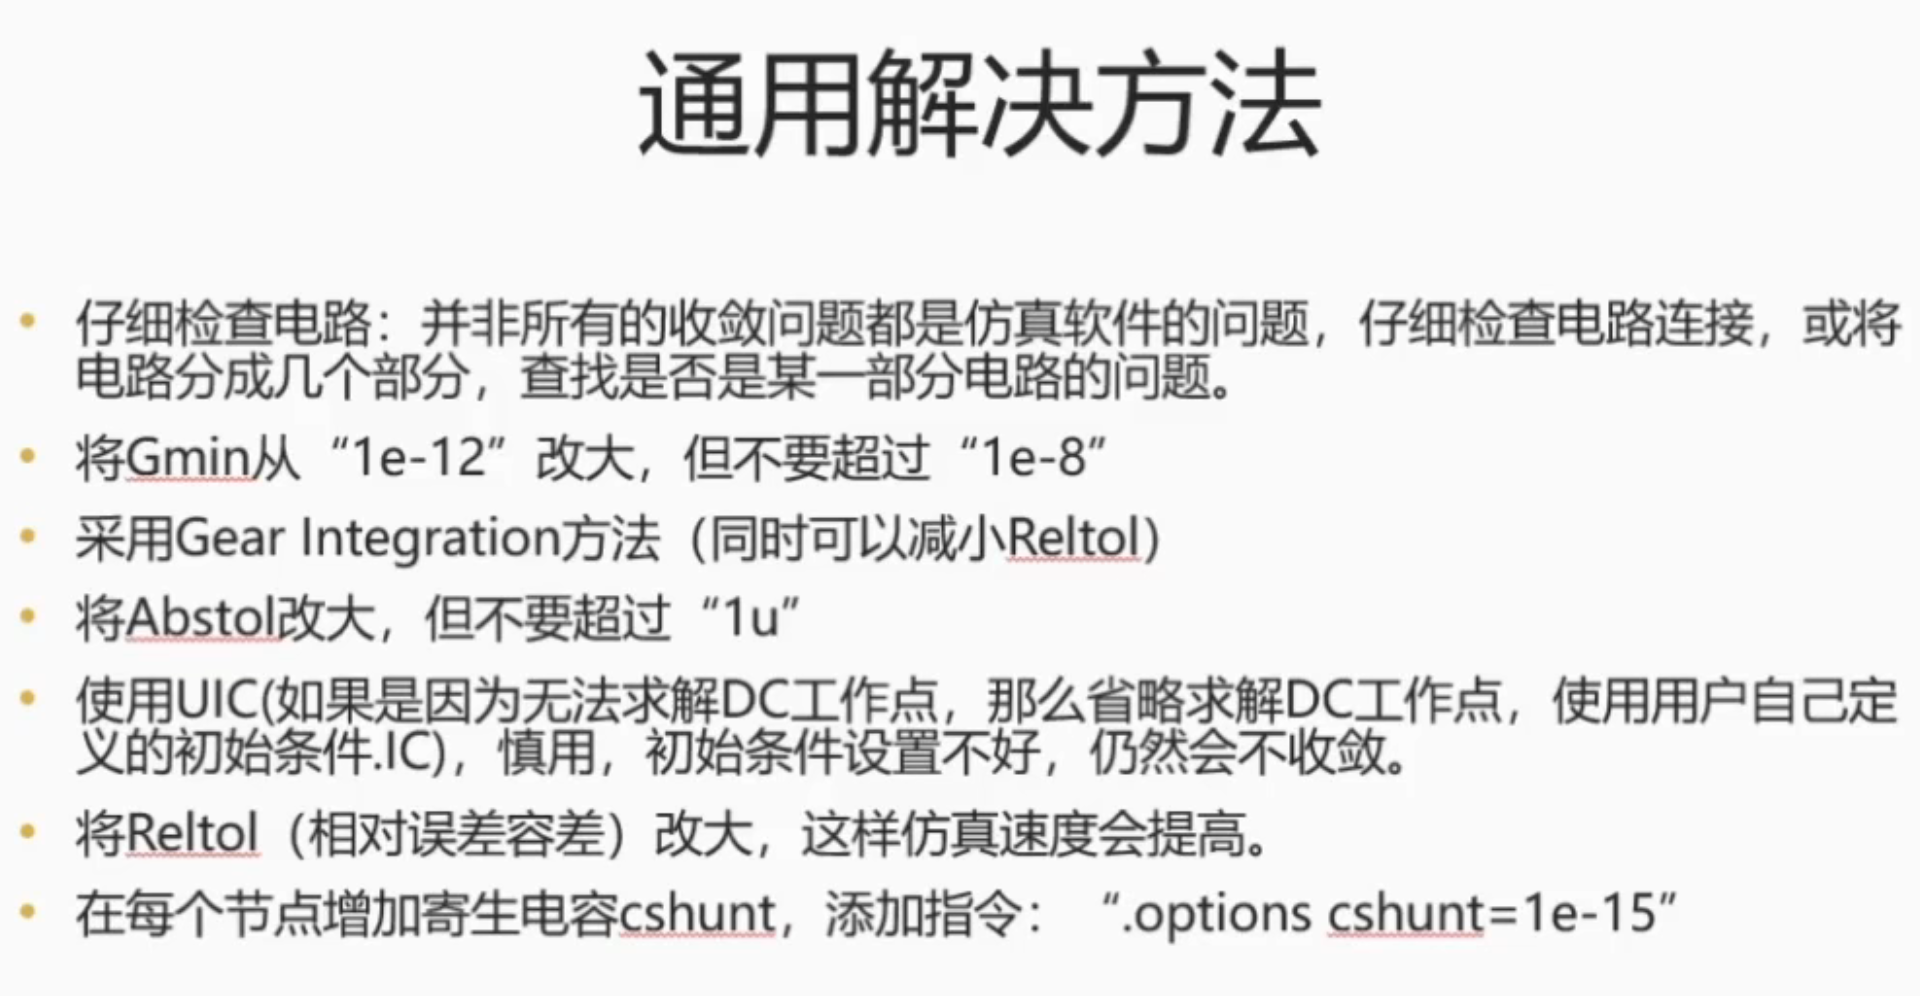 通用解决方法
• 仔细检查电路：并非所有的收敛问题都是仿真软件的问题，仔细检查电路连接，或将
电路分成几个部分，查找是否是某一部分电路的问题。
• 将Gmin从“1e-12”改大，但不要超过“1e-8”
• 采用Gear Integration方法（同时可以减小Reltol）
• 将Abstol改大，但不要超过“1u”
• 使用UIC(如果是因为无法求解DC工作点，那么省略求解DC工作点，使用用户自己定
义的初始条件.IC)，慎用，初始条件设置不好，仍然会不收敛。
• 将Reltol（相对误差容差）改大，这样仿真速度会提高。
• 在每个节点增加寄生电容cshunt，添加指令：“.options cshunt=1e-15”